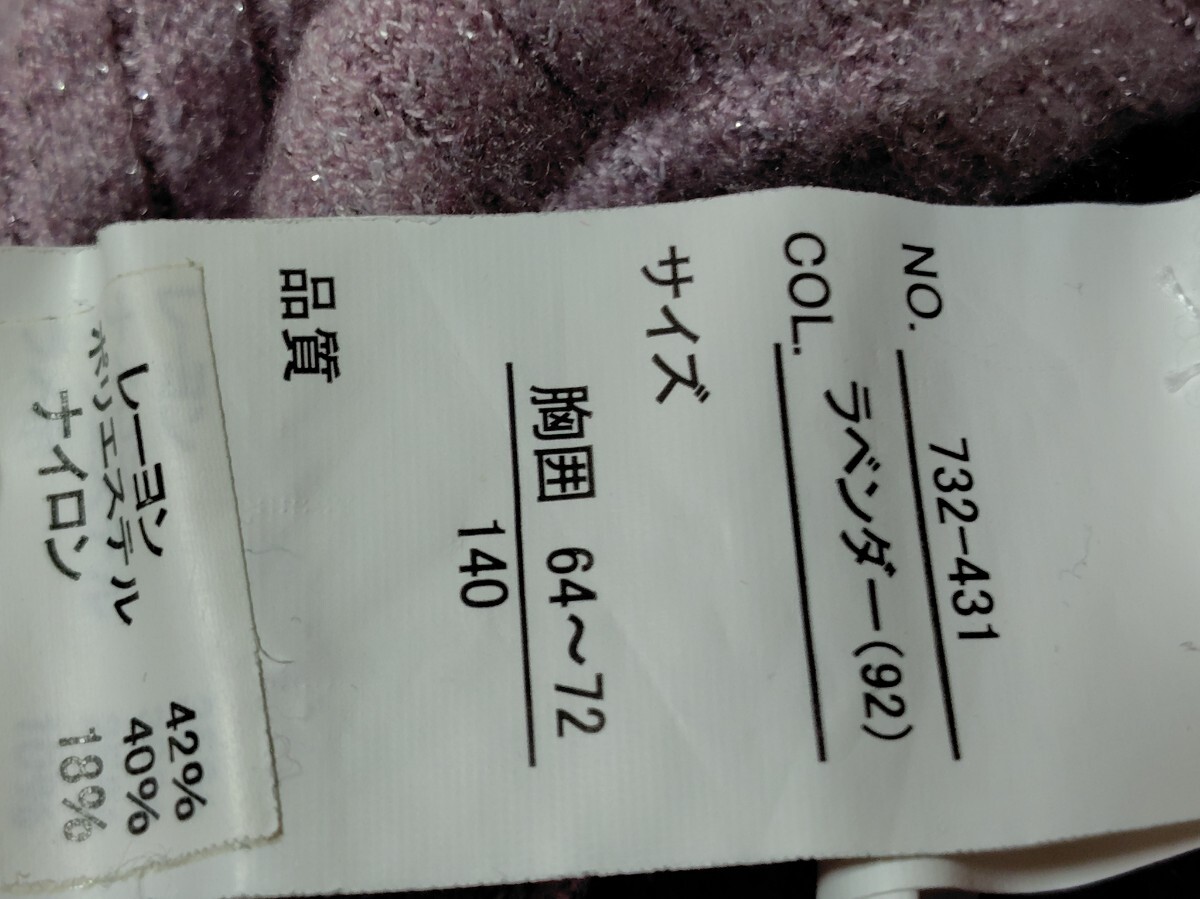 NO. 732-431
COL. ラベンダー(92)
サイズ
胸囲 64～72
140
品質
レーヨン 42%
ポリエステル 40%
ナイロン 18%